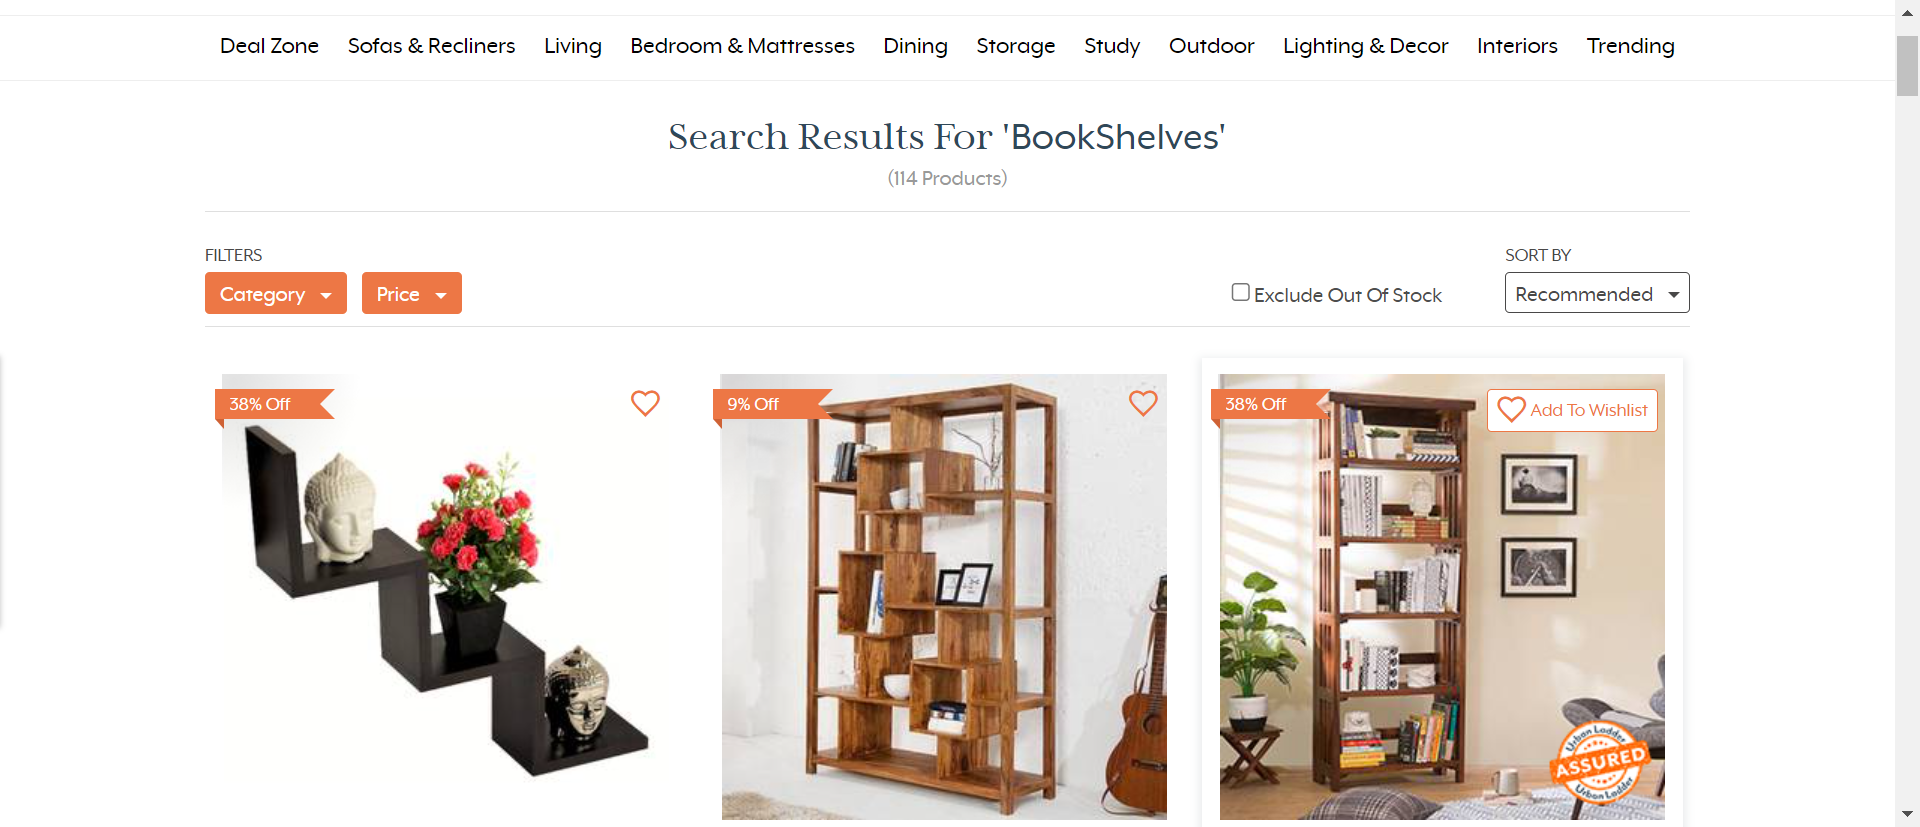 Deal Zone Sofas & Recliners Living Bedroom & Mattresses Dining Storage Study Outdoor Lighting & Decor Interiors Trending
Search Results For 'BookShelves'
(114 Products)
FILTERS
SORT BY
Category Price
Exclude Out Of Stock
Recommended
38% Off
9% Off
38% Off
Add To Wishlist
Urban Ladder
ASSURED
Urban Ladder